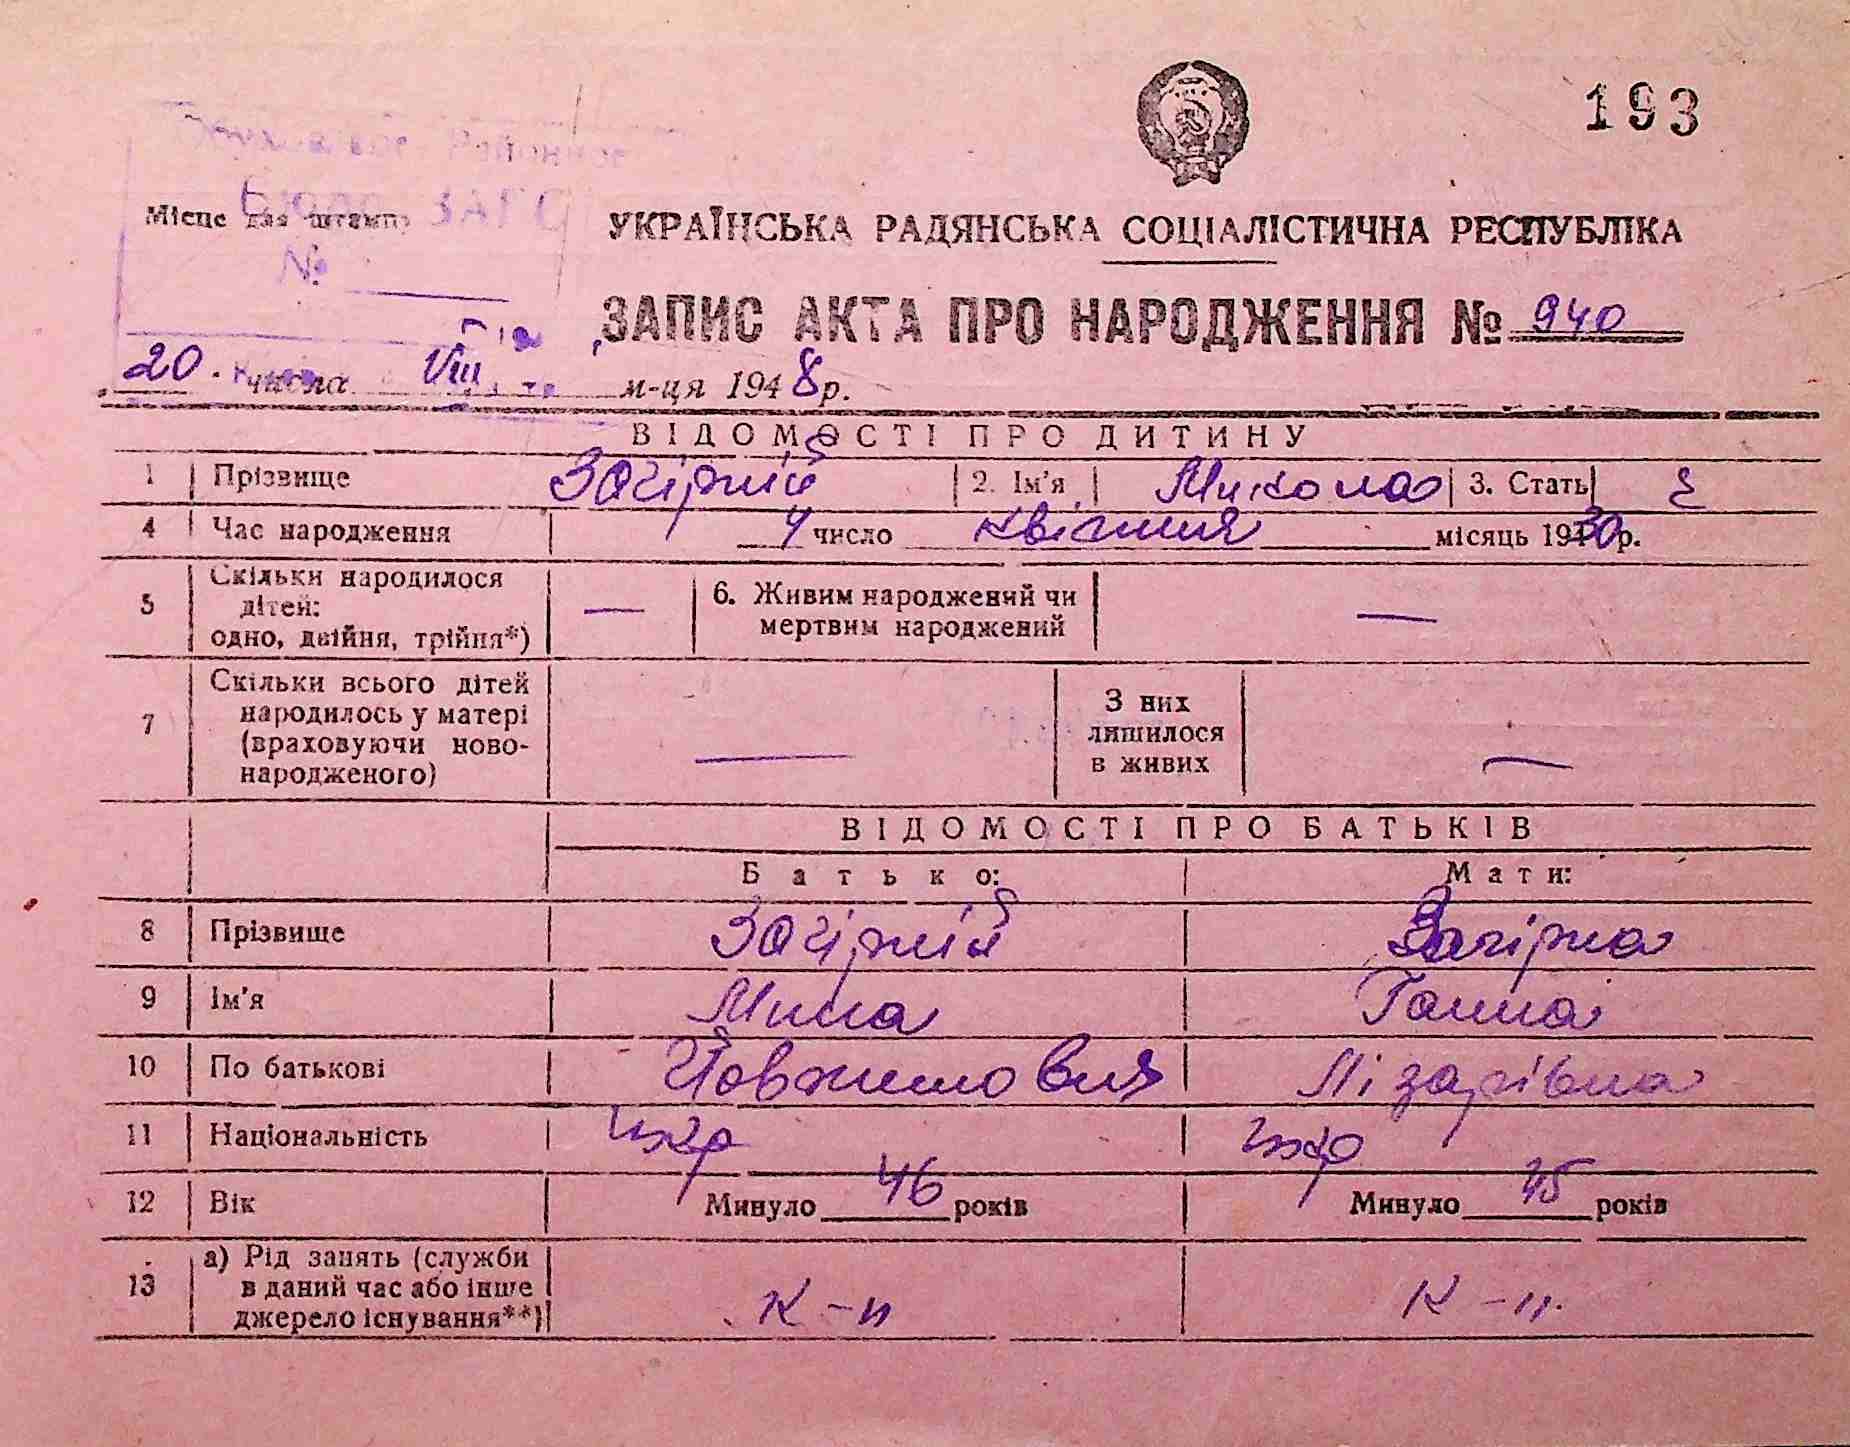 193
Районное
Бюро ЗАГС
Місце для штампу
№
УКРАЇНСЬКА РАДЯНСЬКА СОЦІАЛІСТИЧНА РЕСПУБЛІКА
ЗАПИС АКТА ПРО НАРОДЖЕННЯ № 940
20. числа VIII м-ця 1948 р.
ВІДОМОСТІ ПРО ДИТИНУ
1 Прізвище Загірній 2. Ім'я Микола 3. Стать
4 Час народження 4 число квітня місяць 1930 р.
5 Скільки народилося
дітей:
одно, двійня, трійня*) —
6. Живим народжений чи
мертвим народжений —
7 Скільки всього дітей
народилось у матері
(враховуючи ново-
народженого) —
З них
лишилося
в живих —
ВІДОМОСТІ ПРО БАТЬКІВ
Батько: Мати:
8 Прізвище Загірній Загірна
9 Ім'я Мина Ганна
10 По батькові Лізарівна
11 Національність укр укр
12 Вік Минуло 46 років Минуло 45 років
13 а) Рід занять (служби
в даний час або інше
джерело існування**) к-п к-п.